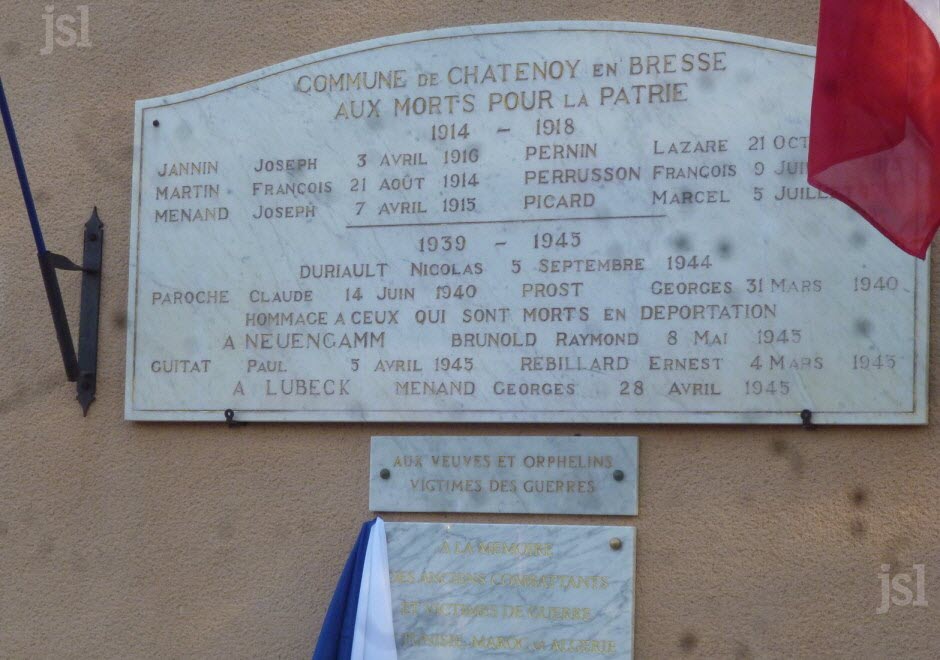 jsl
COMMUNE DE CHATENOY EN BRESSE
AUX MORTS POUR LA PATRIE
1914 - 1918
JANNIN JOSEPH 3 AVRIL 1916 PERNIN LAZARE 21 OCT
MARTIN FRANÇOIS 21 AOÛT 1914 PERRUSSON FRANÇOIS 9
MENAND JOSEPH 7 AVRIL 1915 PICARD MARCEL 5 JUILL
1939 - 1945
DURIAULT NICOLAS 5 SEPTEMBRE 1944
PAROCHE CLAUDE 14 JUIN 1940 PROST GEORGES 31 MARS 1940
HOMMAGE A CEUX QUI SONT MORTS EN DEPORTATION
A NEUENGAMM BRUNOLD RAYMOND 8 MAI 1945
GUITAT PAUL 5 AVRIL 1945 REBILLARD ERNEST 4 MARS 1945
A LUBECK MENAND GEORGES 28 AVRIL 1945
AUX VEUVES ET ORPHELINS
VICTIMES DES GUERRES
A LA MEMOIRE
DES ANCIENS COMBATTANTS
ET VICTIMES DE GUERRE
TUNISIE MAROC ET ALGERIE
jsl